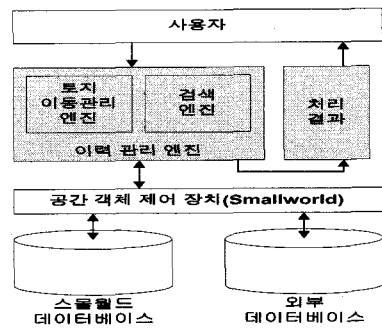 사용자
토지
이동관리
엔진
검색
엔진
이력 관리 엔진
처리
결과
공간 객체 제어 장치(Smallworld)
스몰월드
데이터베이스
외부
데이터베이스